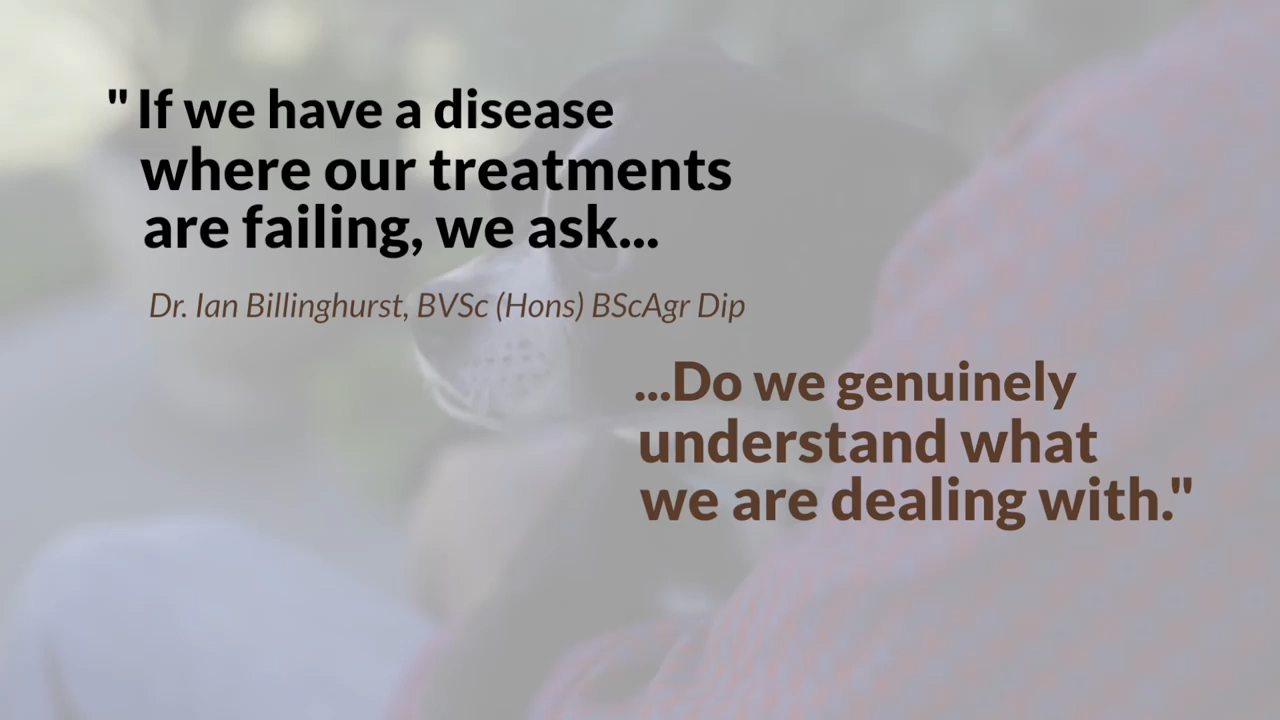 " If we have a disease
where our treatments
are failing, we ask...
Dr. Ian Billinghurst, BVSc (Hons) BScAgr Dip
...Do we genuinely
understand what
we are dealing with."